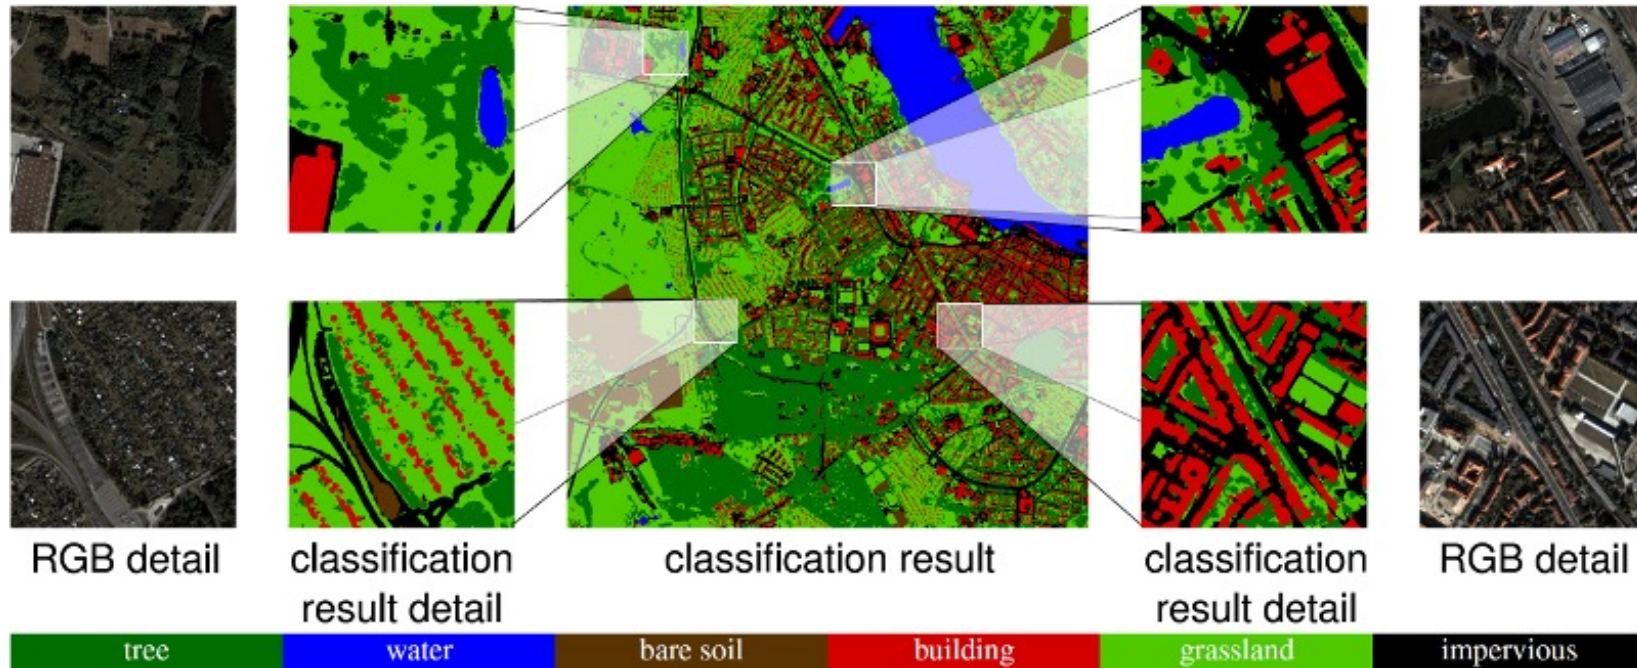 RGB detail
classification
result detail
classification result
classification
result detail
RGB detail
tree water bare soil building grassland impervious